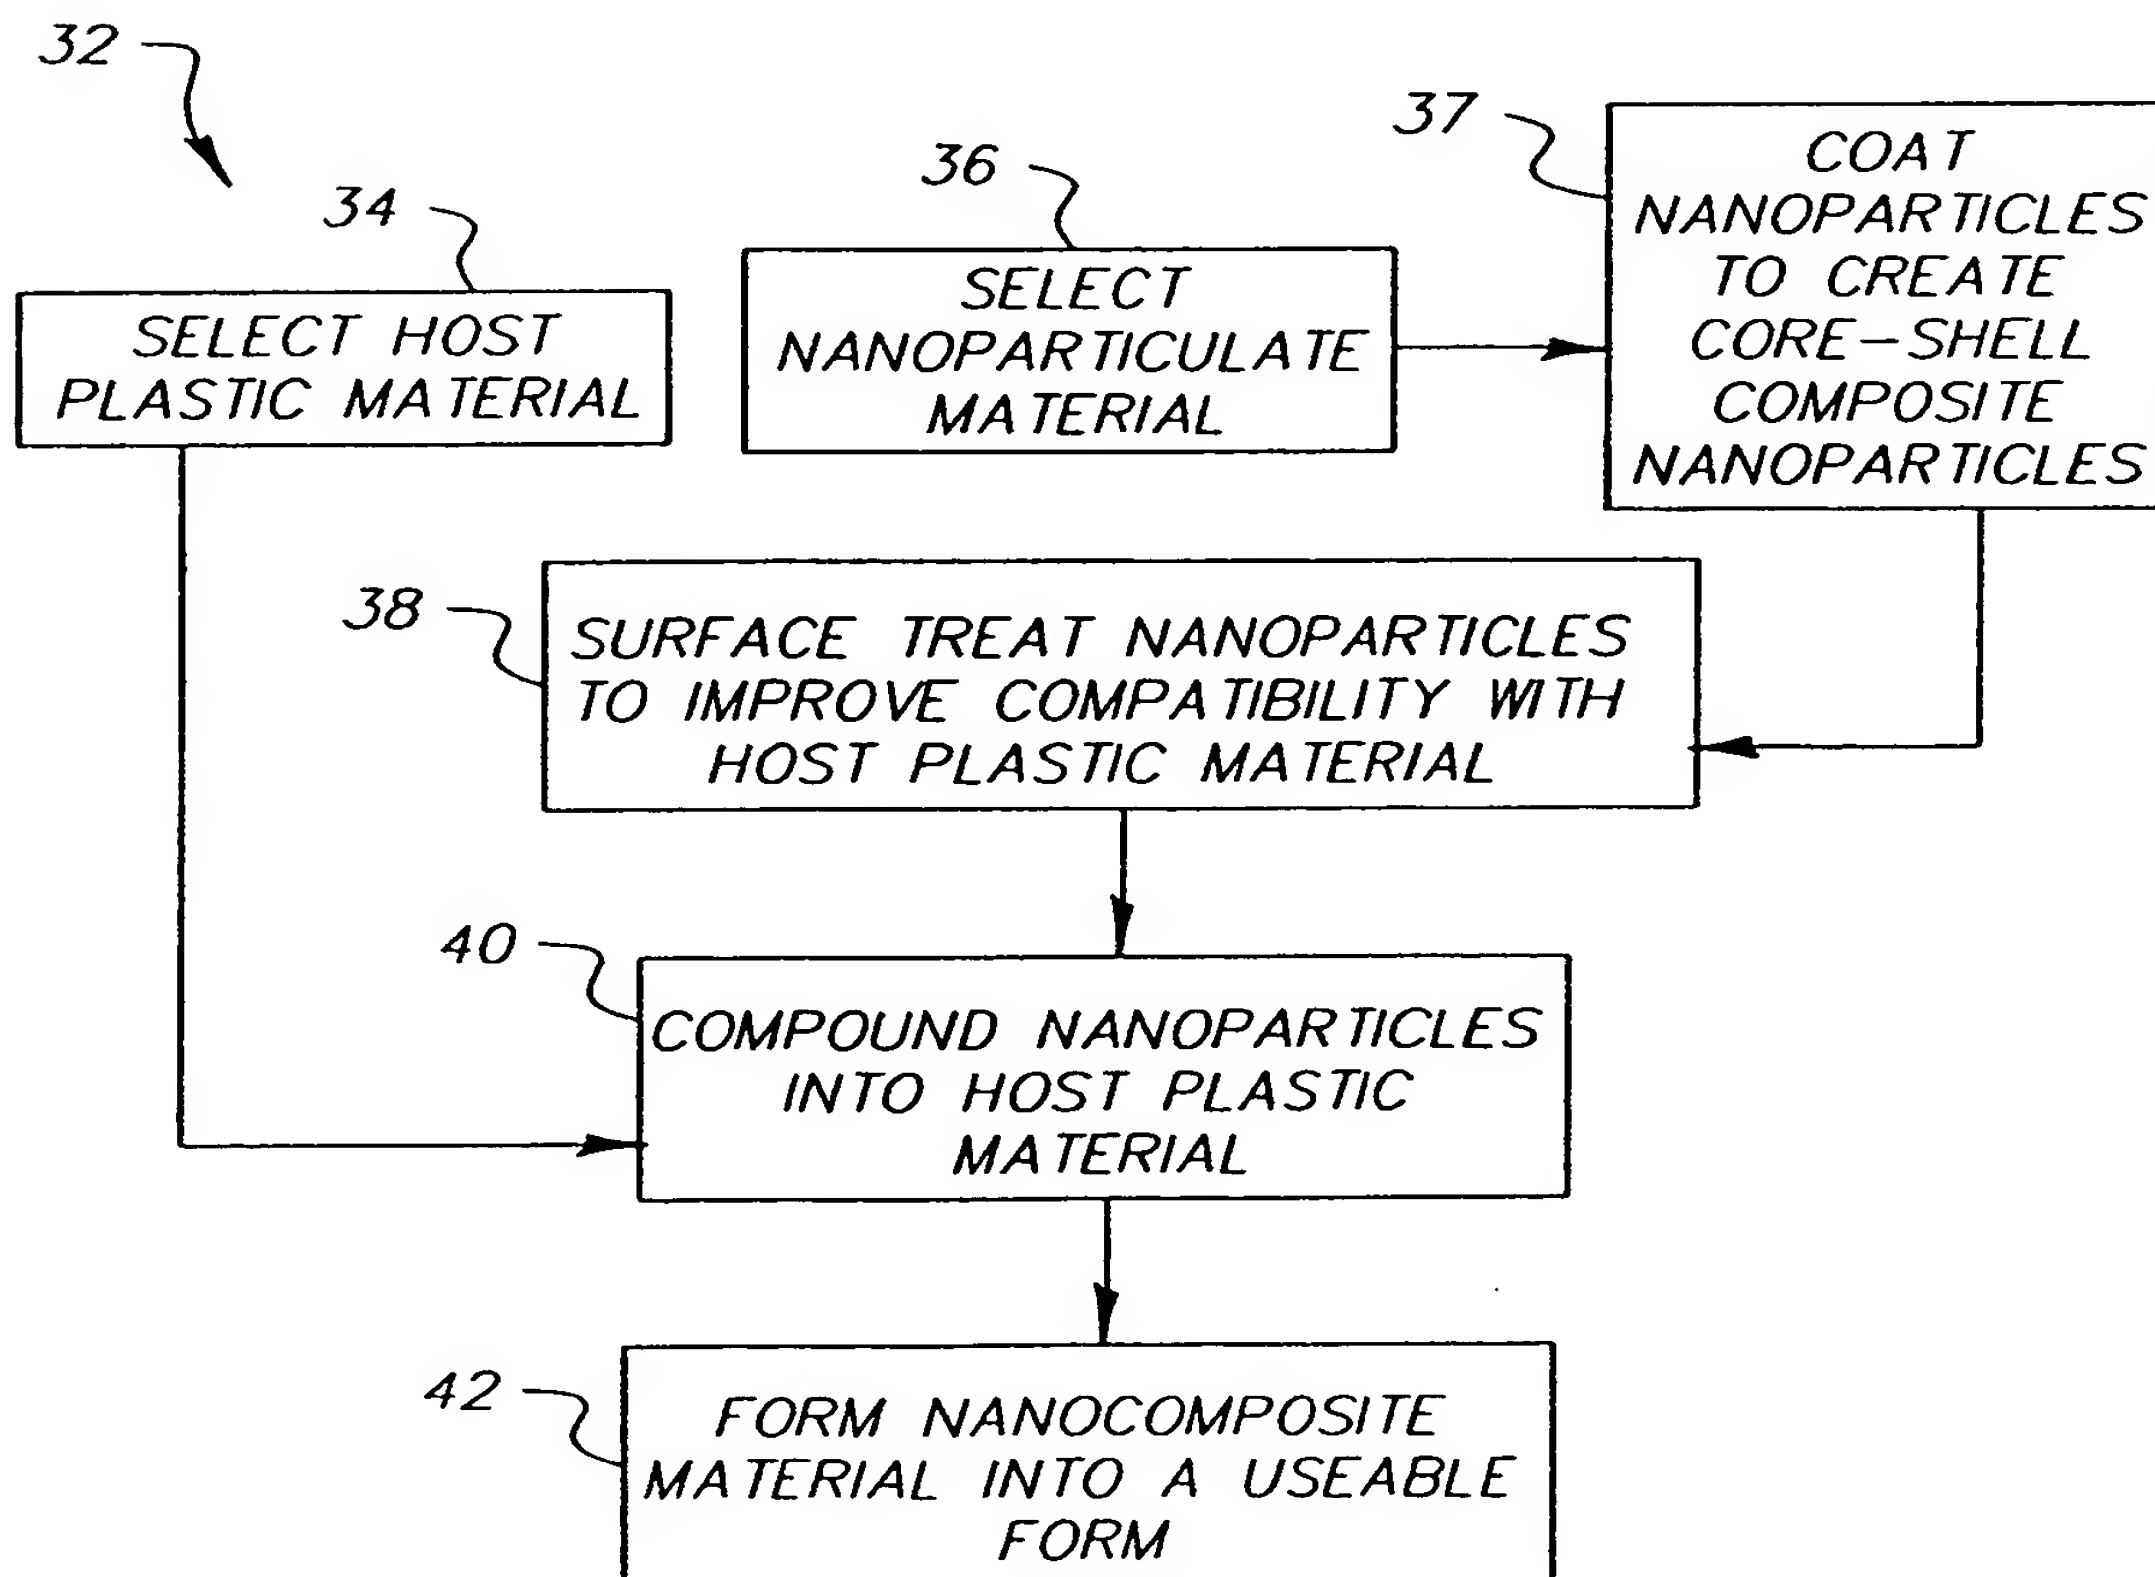 32
34
SELECT HOST
PLASTIC MATERIAL
36
SELECT
NANOPARTICULATE
MATERIAL
37
COAT
NANOPARTICLES
TO CREATE
CORE-SHELL
COMPOSITE
NANOPARTICLES
38
SURFACE TREAT NANOPARTICLES
TO IMPROVE COMPATIBILITY WITH
HOST PLASTIC MATERIAL
40
COMPOUND NANOPARTICLES
INTO HOST PLASTIC
MATERIAL
42
FORM NANOCOMPOSITE
MATERIAL INTO A USEABLE
FORM